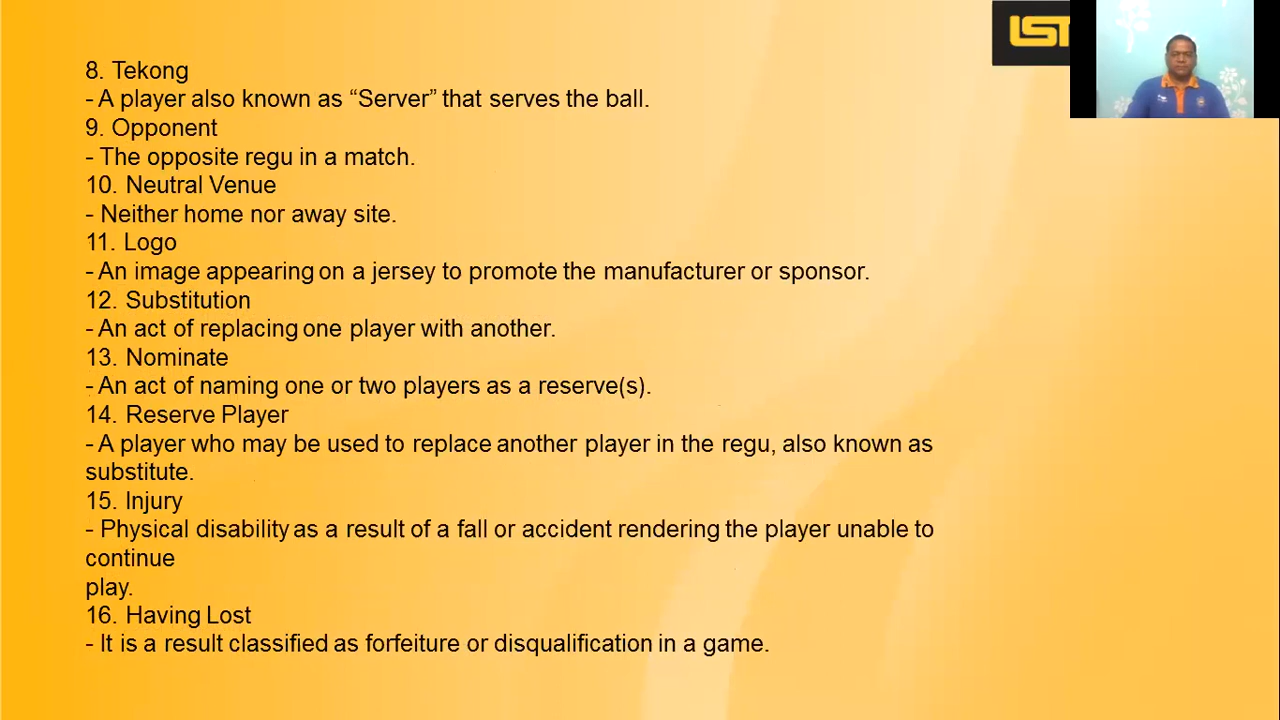 8. Tekong
- A player also known as “Server” that serves the ball.
9. Opponent
- The opposite regu in a match.
10. Neutral Venue
- Neither home nor away site.
11. Logo
- An image appearing on a jersey to promote the manufacturer or sponsor.
12. Substitution
- An act of replacing one player with another.
13. Nominate
- An act of naming one or two players as a reserve(s).
14. Reserve Player
- A player who may be used to replace another player in the regu, also known as
substitute.
15. Injury
- Physical disability as a result of a fall or accident rendering the player unable to
continue
play.
16. Having Lost
- It is a result classified as forfeiture or disqualification in a game.